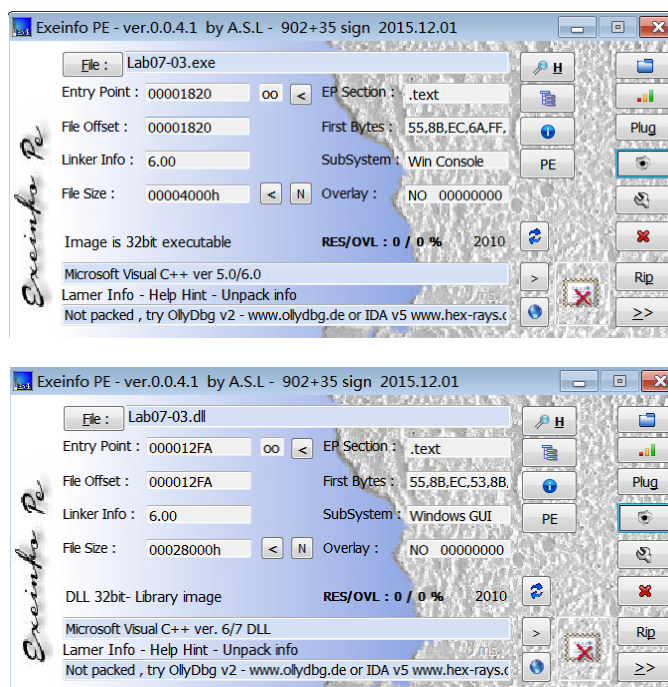 Exeinfo PE - ver.0.0.4.1 by A.S.L - 902+35 sign 2015.12.01
File : Lab07-03.exe H
Entry Point : 00001820 oo < EP Section : .text
File Offset : 00001820 First Bytes : 55,8B,EC,6A,FF, Plug
Linker Info : 6.00 SubSystem : Win Console PE
File Size : 00004000h < N Overlay : NO 00000000
Image is 32bit executable RES/OVL : 0 / 0 % 2010
Microsoft Visual C++ ver 5.0/6.0 > Rip
Lamer Info - Help Hint - Unpack info ms.
Not packed , try OllyDbg v2 - www.ollydbg.de or IDA v5 www.hex-rays.c >>
Exeinfo Pe
Exeinfo PE - ver.0.0.4.1 by A.S.L - 902+35 sign 2015.12.01
File : Lab07-03.dll H
Entry Point : 000012FA oo < EP Section : .text
File Offset : 000012FA First Bytes : 55,8B,EC,53,8B, Plug
Linker Info : 6.00 SubSystem : Windows GUI PE
File Size : 00028000h < N Overlay : NO 00000000
DLL 32bit- Library image RES/OVL : 0 / 0 % 2010
Microsoft Visual C++ ver. 6/7 DLL > Rip
Lamer Info - Help Hint - Unpack info ms.
Not packed , try OllyDbg v2 - www.ollydbg.de or IDA v5 www.hex-rays.c >>
Exeinfo Pe